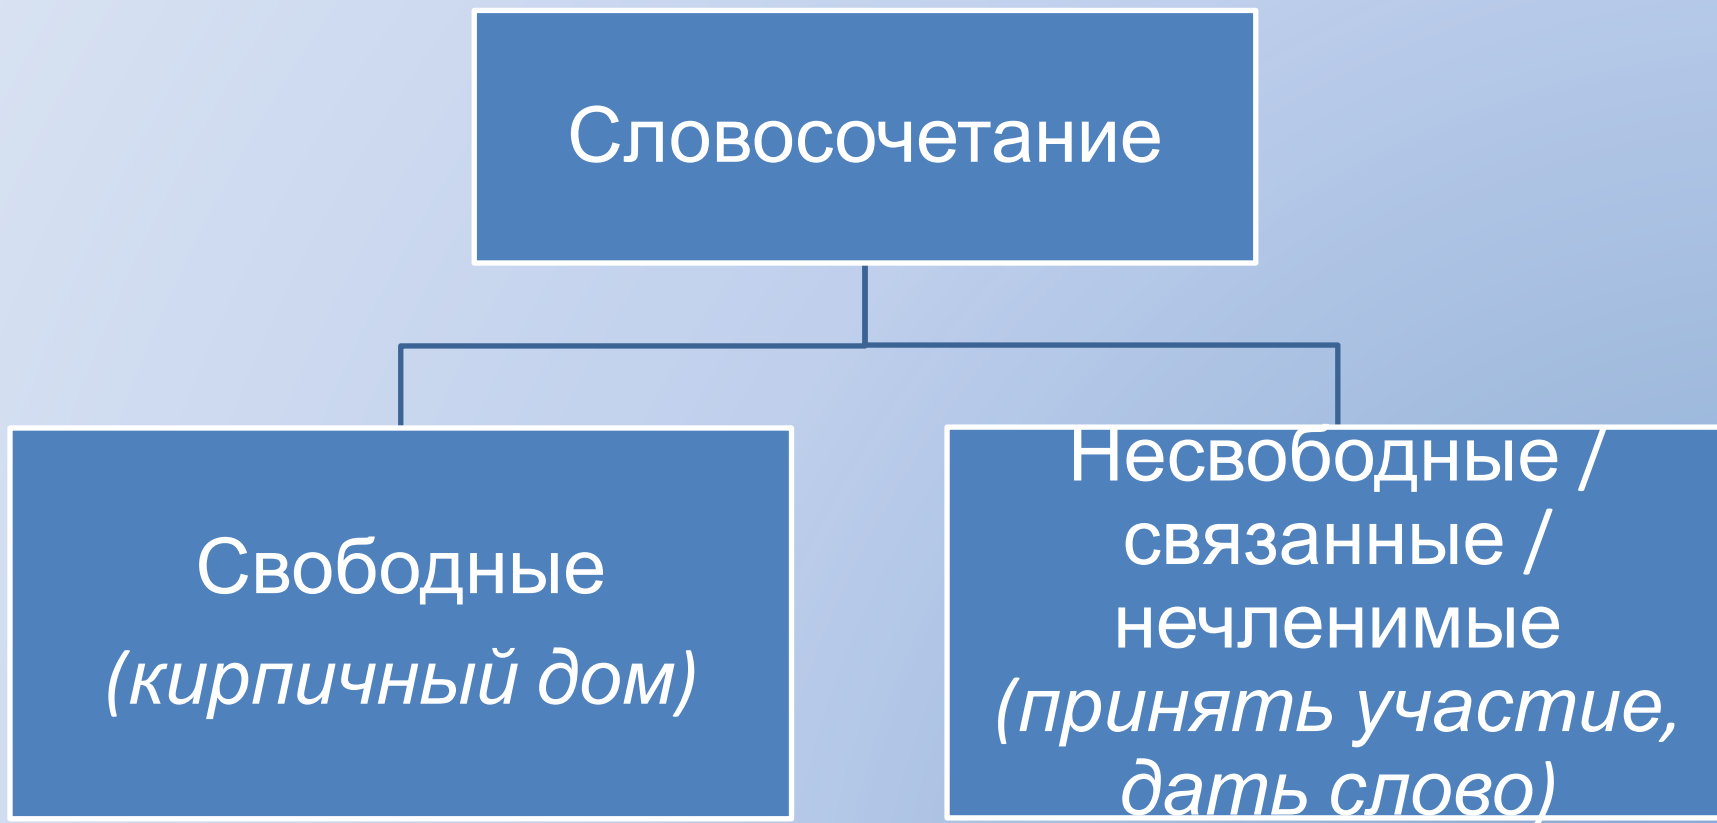 Словосочетание
Свободные
(кирпичный дом)
Несвободные /
связанные /
нечленимые
(принять участие,
дать слово)